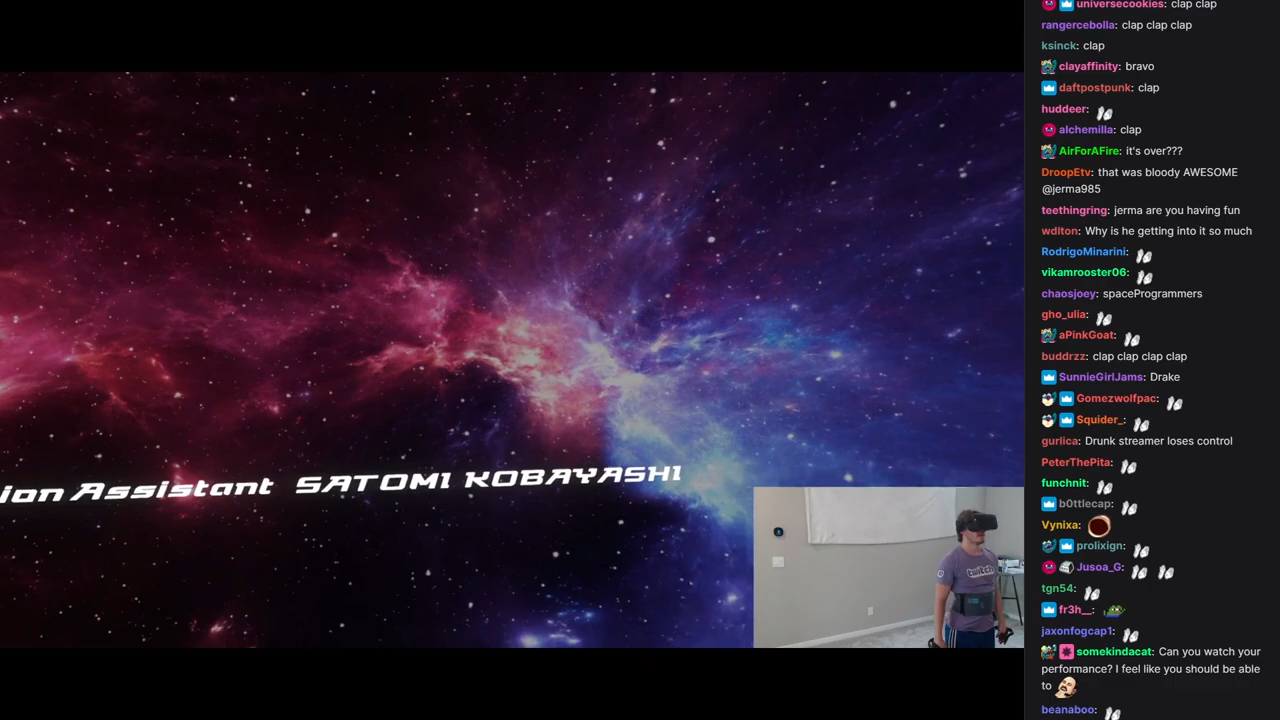 ion Assistant SATOMI KOBAYASHI
twitch
universecookies: clap clap
rangercebolla: clap clap clap
ksinck: clap
clayaffinity: bravo
daftpostpunk: clap
huddeer:
alchemilla: clap
AirForAFire: it's over???
DroopEtv: that was bloody AWESOME
@jerma985
teethingring: jerma are you having fun
wdlton: Why is he getting into it so much
RodrigoMinarini:
vikamrooster06:
chaosjoey: spaceProgrammers
gho_ulia:
aPinkGoat:
buddrzz: clap clap clap clap
SunnieGirlJams: Drake
Gomezwolfpac:
Squider_:
gurlica: Drunk streamer loses control
PeterThePita:
funchnit:
b0ttlecap:
Vynixa:
prolixign:
Jusoa_G:
tgn54:
fr3h__:
jaxonfogcap1:
somekindacat: Can you watch your
performance? I feel like you should be able
to
beanaboo: